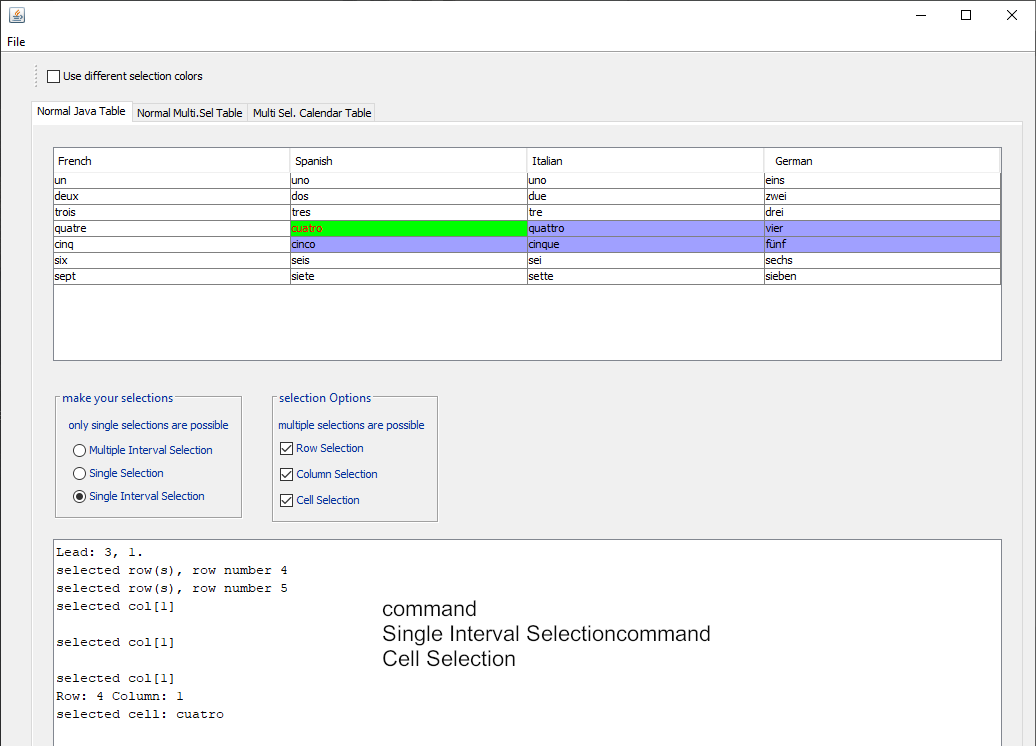 File
Use different selection colors
Normal Java Table Normal Multi.Sel Table Multi Sel. Calendar Table
French Spanish Italian German
un uno uno eins
deux dos due zwei
trois tres tre drei
quatre cuatro quattro vier
cinq cinco cinque fünf
six seis sei sechs
sept siete sette sieben
make your selections
only single selections are possible
Multiple Interval Selection
Single Selection
Single Interval Selection
selection Options
multiple selections are possible
Row Selection
Column Selection
Cell Selection
Lead: 3, 1.
selected row(s), row number 4
selected row(s), row number 5
selected col[1]
selected col[1]
selected col[1]
Row: 4 Column: 1
selected cell: cuatro
command
Single Interval Selectioncommand
Cell Selection